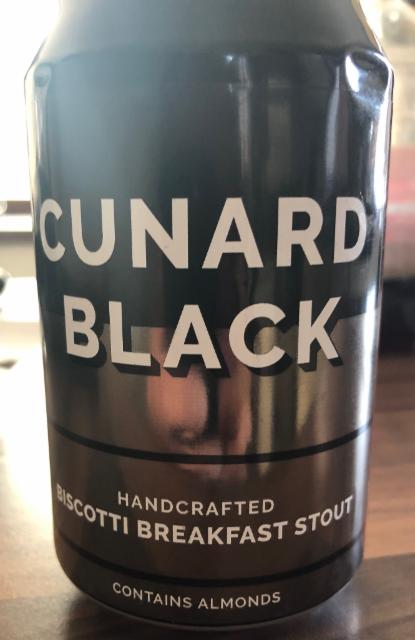 CUNARD
BLACK
HANDCRAFTED
BISCOTTI BREAKFAST STOUT
CONTAINS ALMONDS